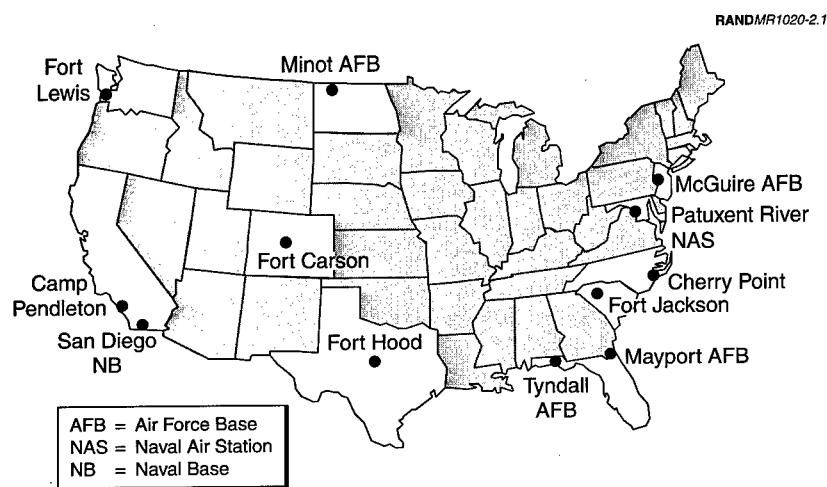 RANDMR1020-2.1
Fort
Lewis
Minot AFB
McGuire AFB
Patuxent River
NAS
Fort Carson
Cherry Point
Fort Jackson
Camp
Pendleton
San Diego
NB
Fort Hood
Mayport AFB
Tyndall
AFB
AFB = Air Force Base
NAS = Naval Air Station
NB = Naval Base